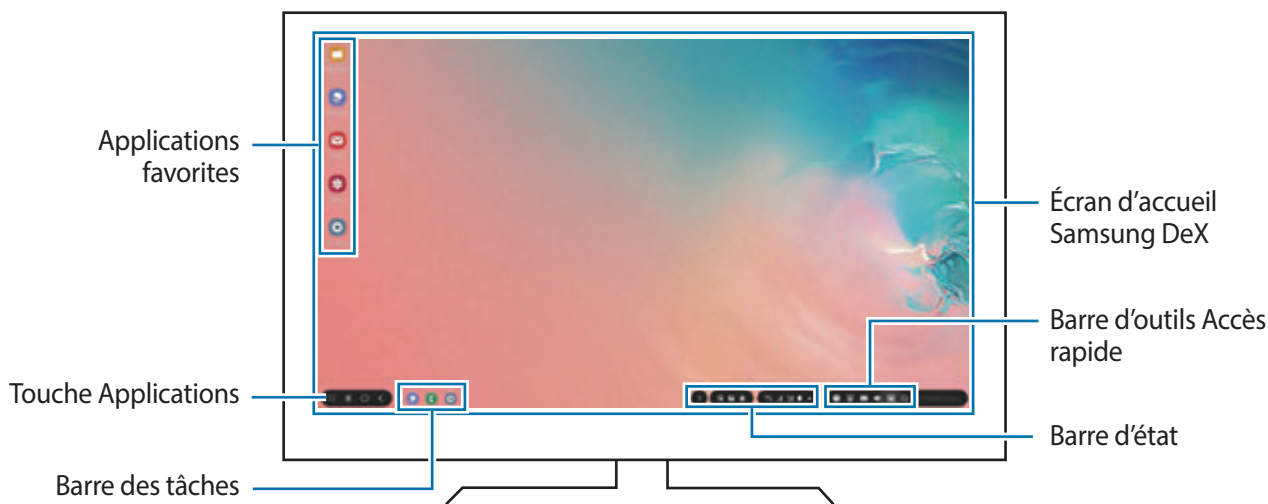 Applications
favorites
Touche Applications
Barre des tâches
Écran d'accueil
Samsung DeX
Barre d'outils Accès
rapide
Barre d'état